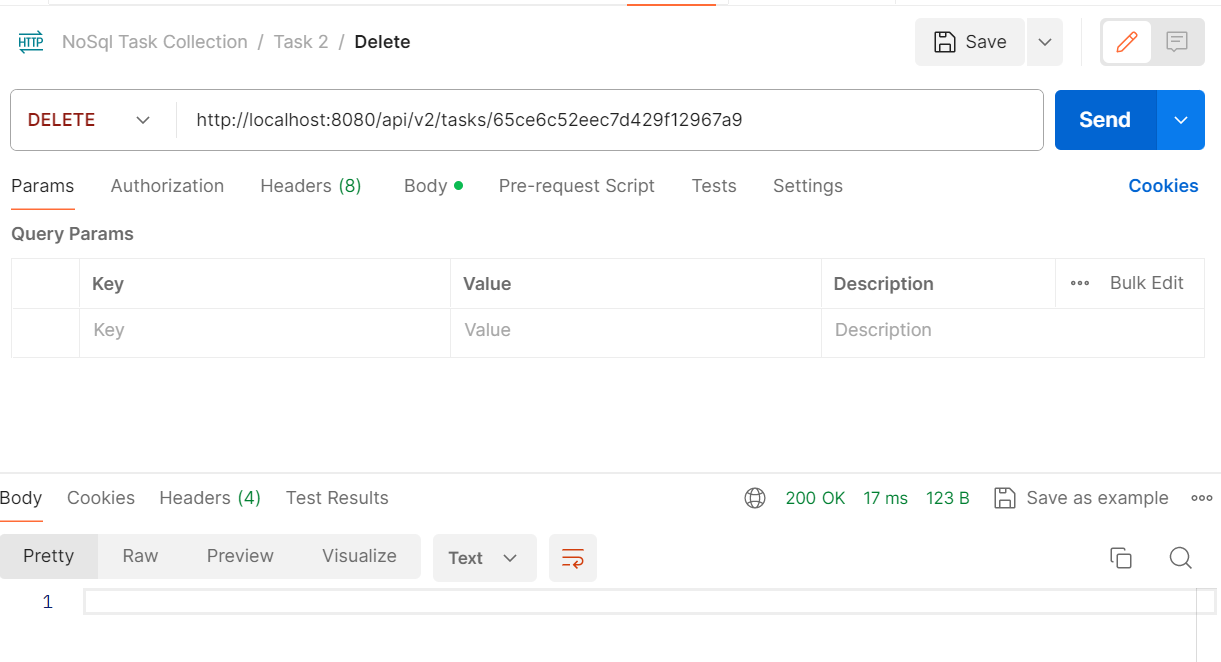 HTTP NoSql Task Collection / Task 2 / Delete Save
DELETE http://localhost:8080/api/v2/tasks/65ce6c52eec7d429f12967a9 Send
Params Authorization Headers (8) Body Pre-request Script Tests Settings Cookies
Query Params
Key Value Description Bulk Edit
Key Value Description
Body Cookies Headers (4) Test Results 200 OK 17 ms 123 B Save as example
Pretty Raw Preview Visualize Text
1